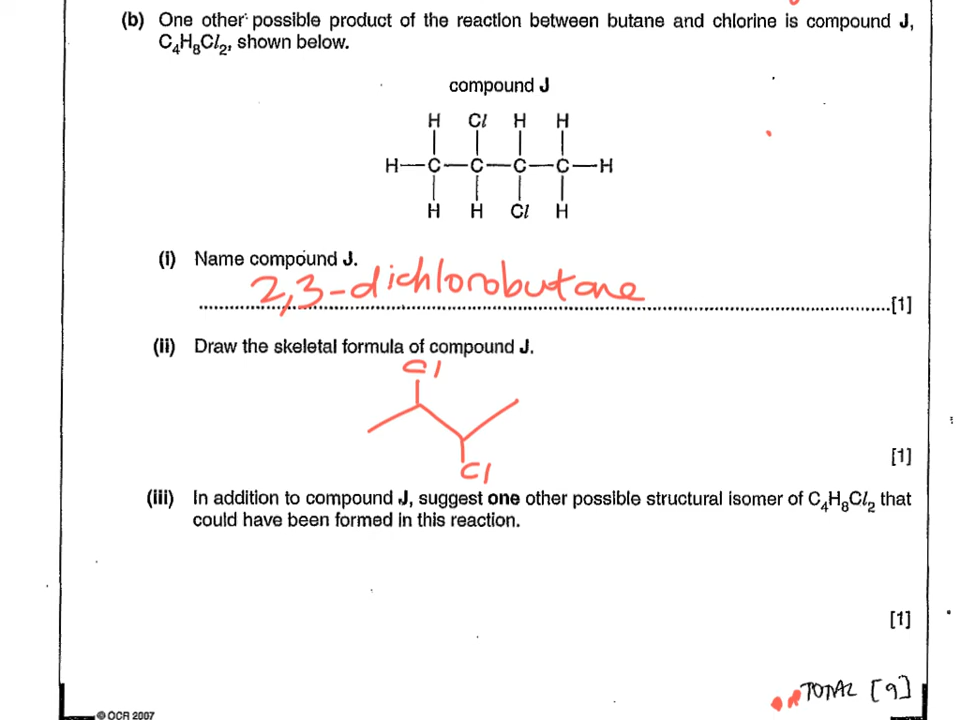 (b) One other possible product of the reaction between butane and chlorine is compound J,
C₄H₈Cl₂, shown below.
compound J
H Cl H H
H—C—C—C—C—H
H H Cl H
(i) Name compound J.
2,3-dichlorobutane
[1]
(ii) Draw the skeletal formula of compound J.
Cl
Cl
[1]
(iii) In addition to compound J, suggest one other possible structural isomer of C₄H₈Cl₂ that
could have been formed in this reaction.
[1]
TOTAL [9]
© OCR 2007